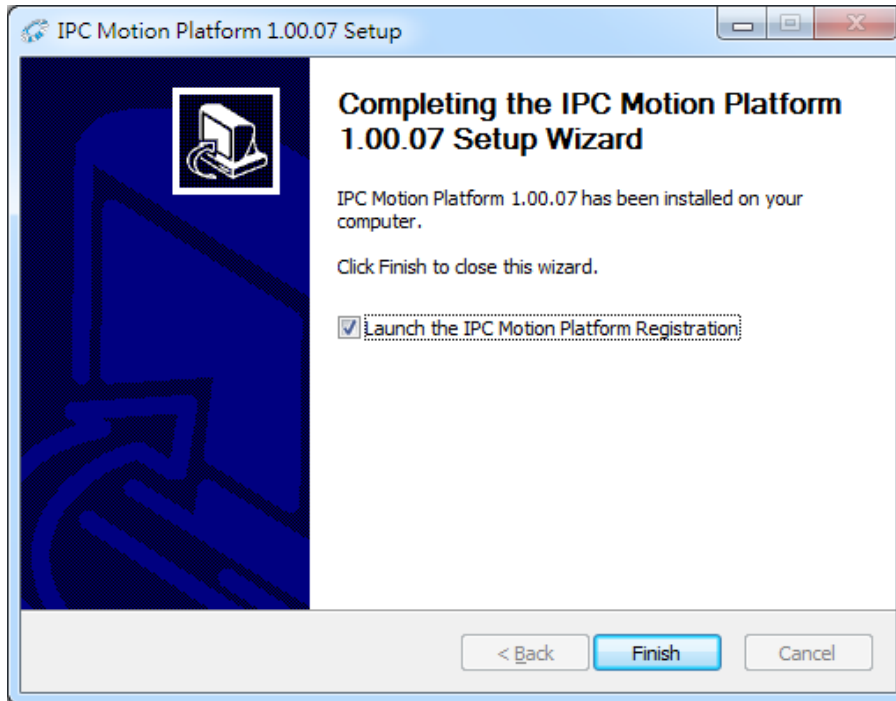 IPC Motion Platform 1.00.07 Setup
Completing the IPC Motion Platform
1.00.07 Setup Wizard
IPC Motion Platform 1.00.07 has been installed on your
computer.
Click Finish to close this wizard.
Launch the IPC Motion Platform Registration
< Back
Finish
Cancel